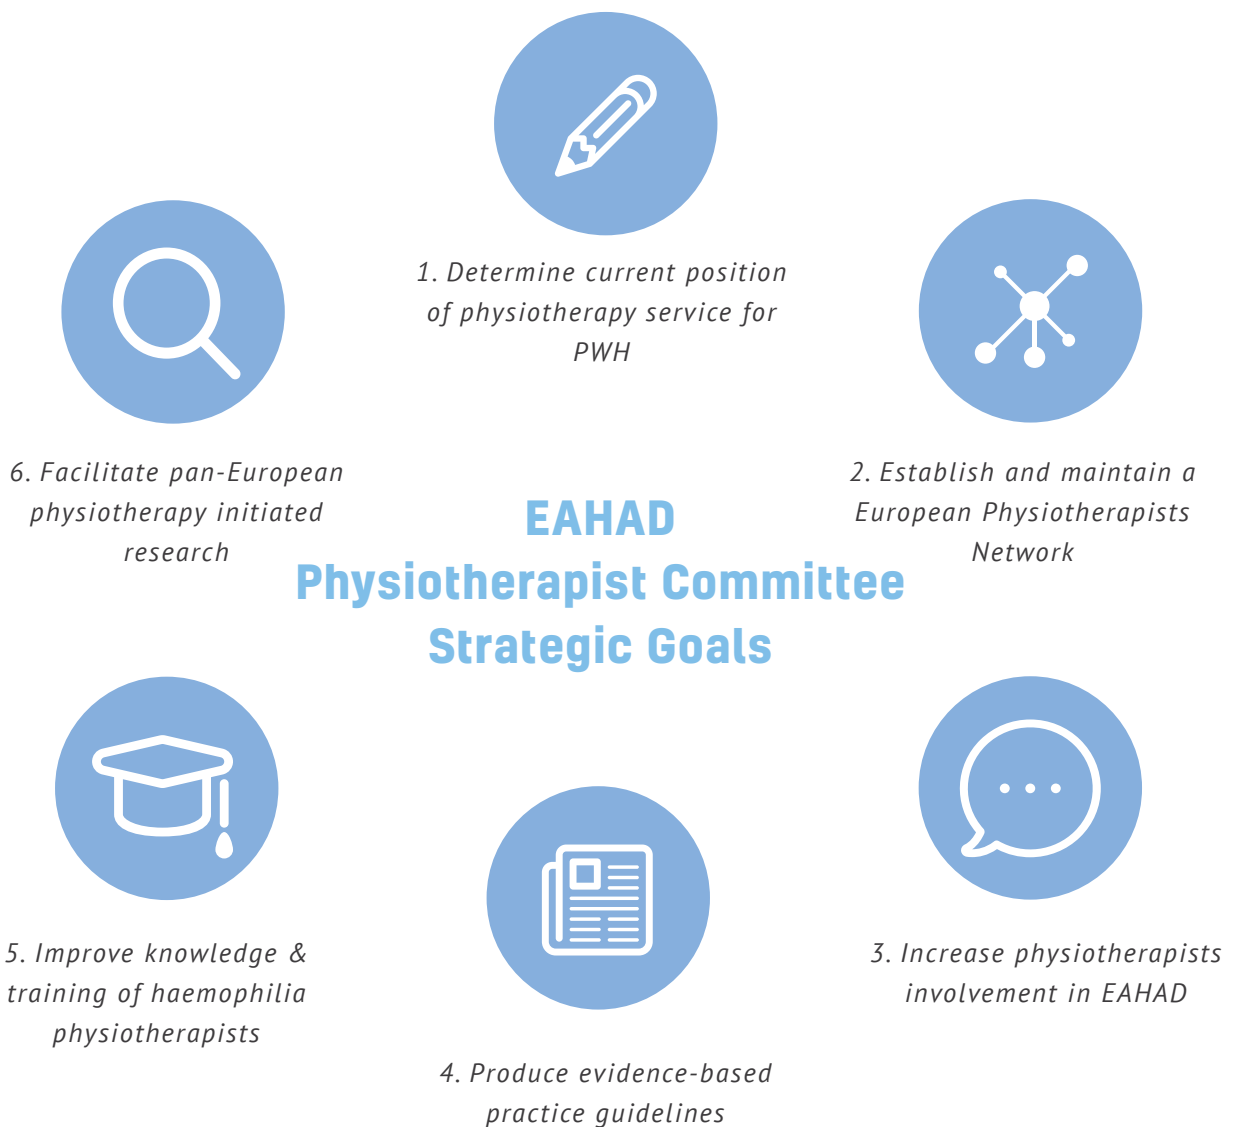 1. Determine current position
of physiotherapy service for
PWH
2. Establish and maintain a
European Physiotherapists
Network
6. Facilitate pan-European
physiotherapy initiated
research
EAHAD
Physiotherapist Committee
Strategic Goals
3. Increase physiotherapists
involvement in EAHAD
5. Improve knowledge &
training of haemophilia
physiotherapists
4. Produce evidence-based
practice guidelines